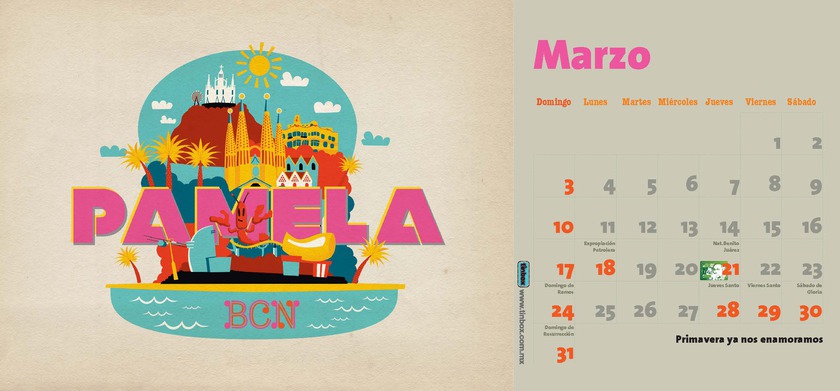 PAMELA
BCN
Marzo
Domingo Lunes Martes Miércoles Jueves Viernes Sábado
1 2
3 4 5 6 7 8 9
10 11 12 13 14 15 16
Expropiación Petrolera
Nat. Benito Juárez
17 18 19 20 21 22 23
Domingo de Ramos
Jueves Santo
Viernes Santo
Sábado de Gloria
24 25 26 27 28 29 30
Domingo de Resurrección
31
Primavera ya nos enamoramos
tinbox
www.tinbox.com.mx